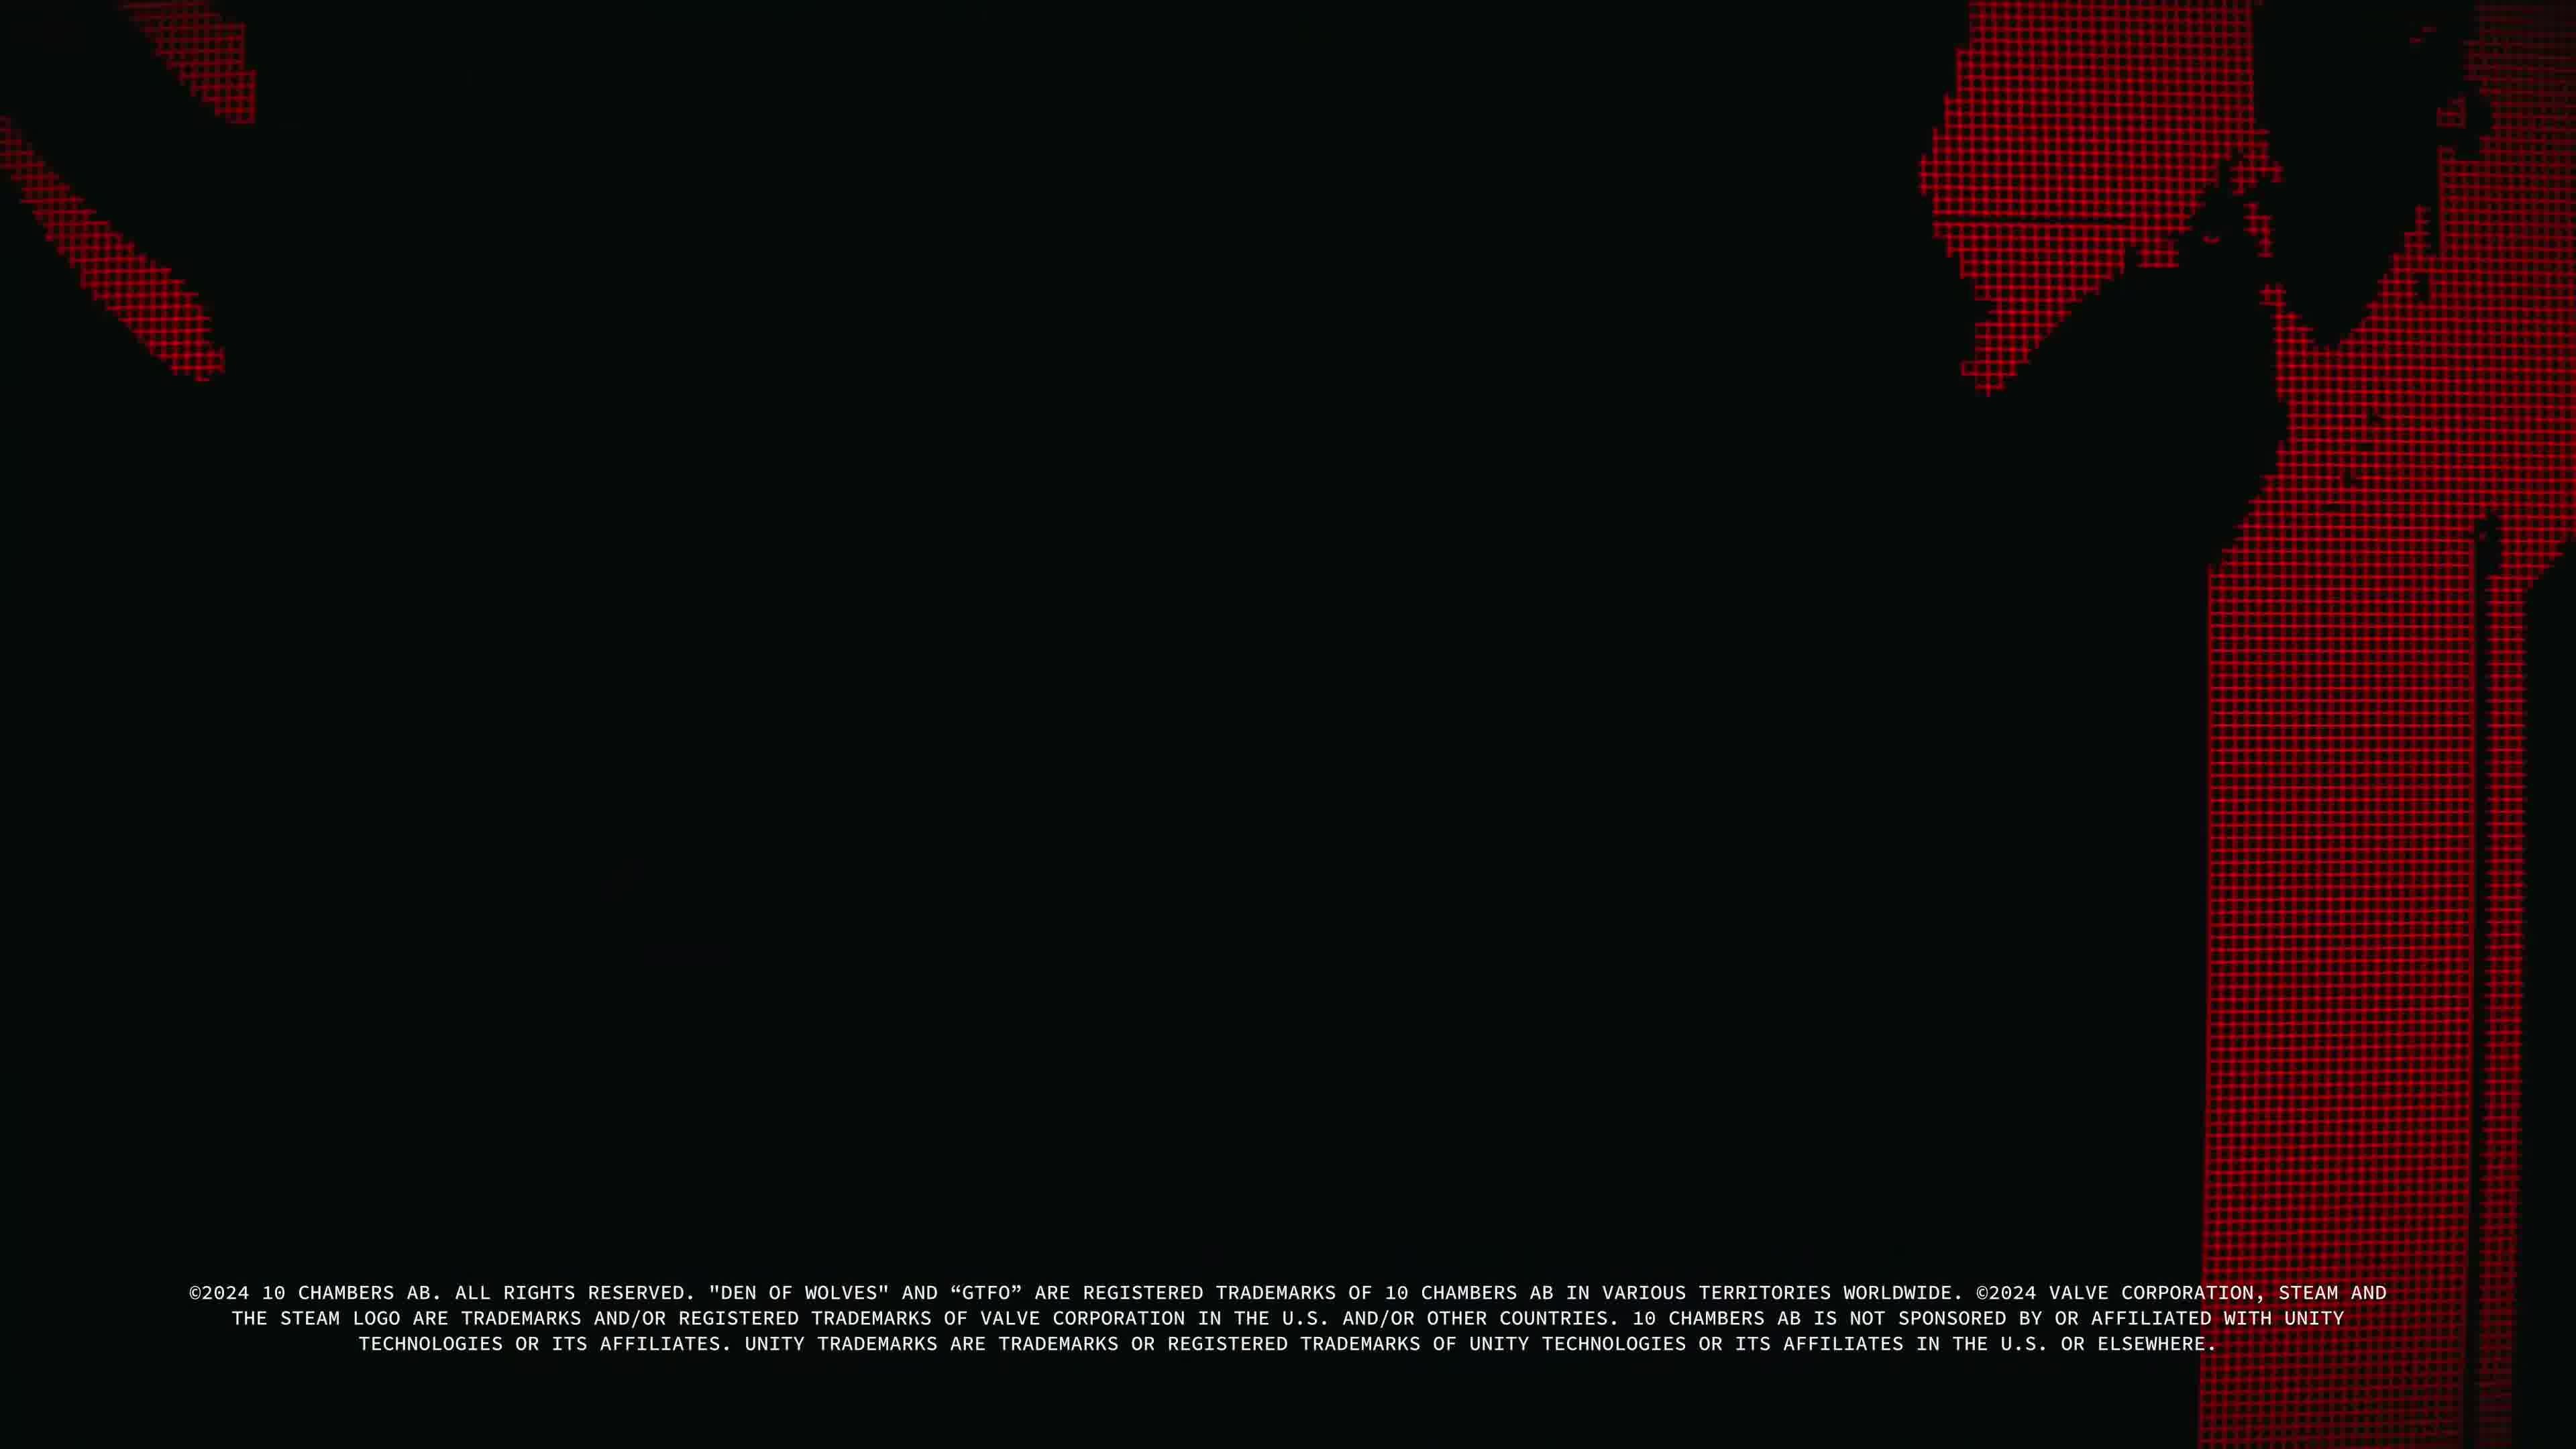 ©2024 10 CHAMBERS AB. ALL RIGHTS RESERVED. "DEN OF WOLVES" AND “GTFO” ARE REGISTERED TRADEMARKS OF 10 CHAMBERS AB IN VARIOUS TERRITORIES WORLDWIDE. ©2024 VALVE CORPORATION, STEAM AND
THE STEAM LOGO ARE TRADEMARKS AND/OR REGISTERED TRADEMARKS OF VALVE CORPORATION IN THE U.S. AND/OR OTHER COUNTRIES. 10 CHAMBERS AB IS NOT SPONSORED BY OR AFFILIATED WITH UNITY
TECHNOLOGIES OR ITS AFFILIATES. UNITY TRADEMARKS ARE TRADEMARKS OR REGISTERED TRADEMARKS OF UNITY TECHNOLOGIES OR ITS AFFILIATES IN THE U.S. OR ELSEWHERE.